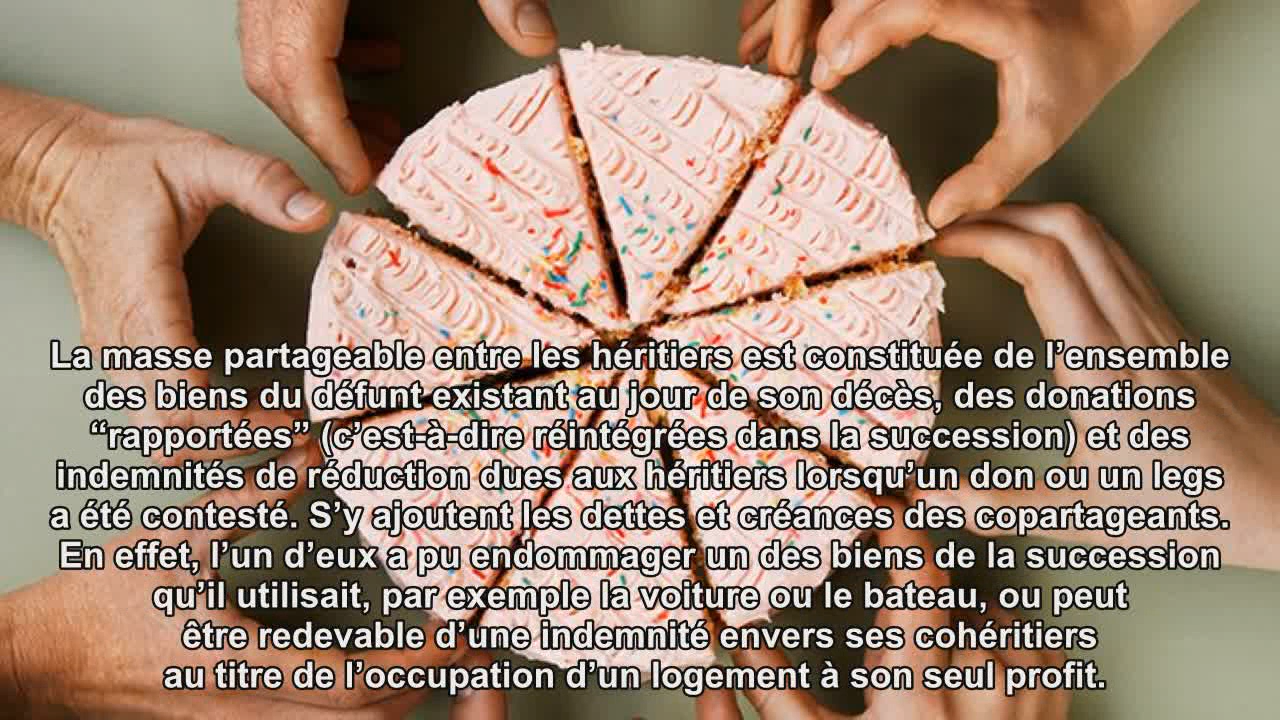 La masse partageable entre les héritiers est constituée de l’ensemble
des biens du défunt existant au jour de son décès, des donations
“rapportées” (c’est-à-dire réintégrées dans la succession) et des
indemnités de réduction dues aux héritiers lorsqu’un don ou un legs
a été contesté. S’y ajoutent les dettes et créances des copartageants.
En effet, l’un d’eux a pu endommager un des biens de la succession
qu’il utilisait, par exemple la voiture ou le bateau, ou peut
être redevable d’une indemnité envers ses cohéritiers
au titre de l’occupation d’un logement à son seul profit.